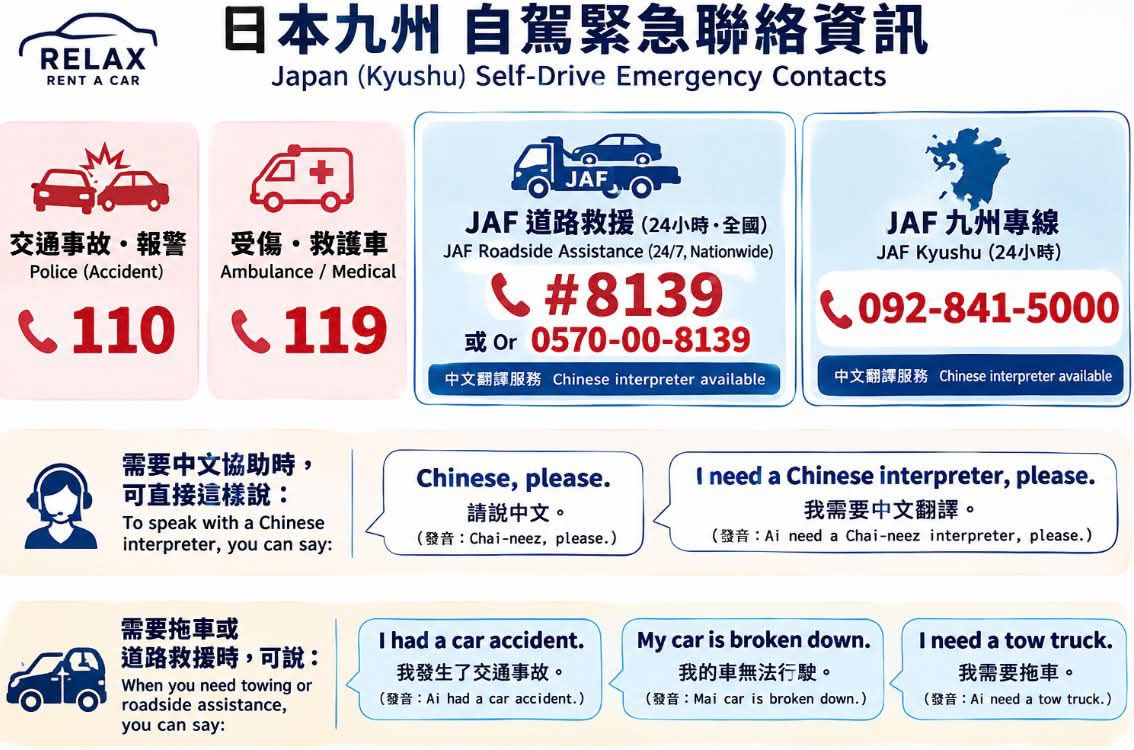 RELAX
RENT A CAR
日本九州 自駕緊急聯絡資訊
Japan (Kyushu) Self-Drive Emergency Contacts
交通事故・報警
Police (Accident)
110
受傷・救護車
Ambulance / Medical
119
JAF
JAF 道路救援 (24小時・全國)
JAF Roadside Assistance (24/7, Nationwide)
#8139
或 Or 0570-00-8139
中文翻譯服務 Chinese interpreter available
JAF 九州專線
JAF Kyushu (24小時)
092-841-5000
中文翻譯服務 Chinese interpreter available
需要中文協助時，
可直接這樣說：
To speak with a Chinese
interpreter, you can say:
Chinese, please.
請說中文。
(發音：Chai-neez, please.)
I need a Chinese interpreter, please.
我需要中文翻譯。
(發音：Ai need a Chai-neez interpreter, please.)
需要拖車或
道路救援時，可說：
When you need towing or
roadside assistance,
you can say:
I had a car accident.
我發生了交通事故。
(發音：Ai had a car accident.)
My car is broken down.
我的車無法行駛。
(發音：Mai car is broken down.)
I need a tow truck.
我需要拖車。
(發音：Ai need a tow truck.)